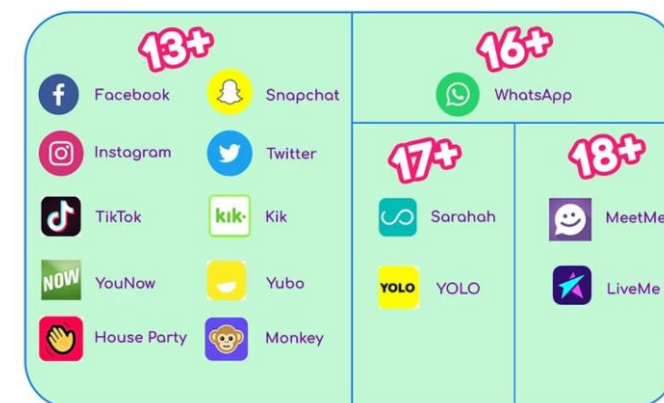 13+
Facebook
Snapchat
Instagram
Twitter
TikTok
kik.
Kik
NOW
YouNow
Yubo
House Party
Monkey
16+
WhatsApp
17+
Sarahah
YOLO
YOLO
18+
MeetMe
LiveMe